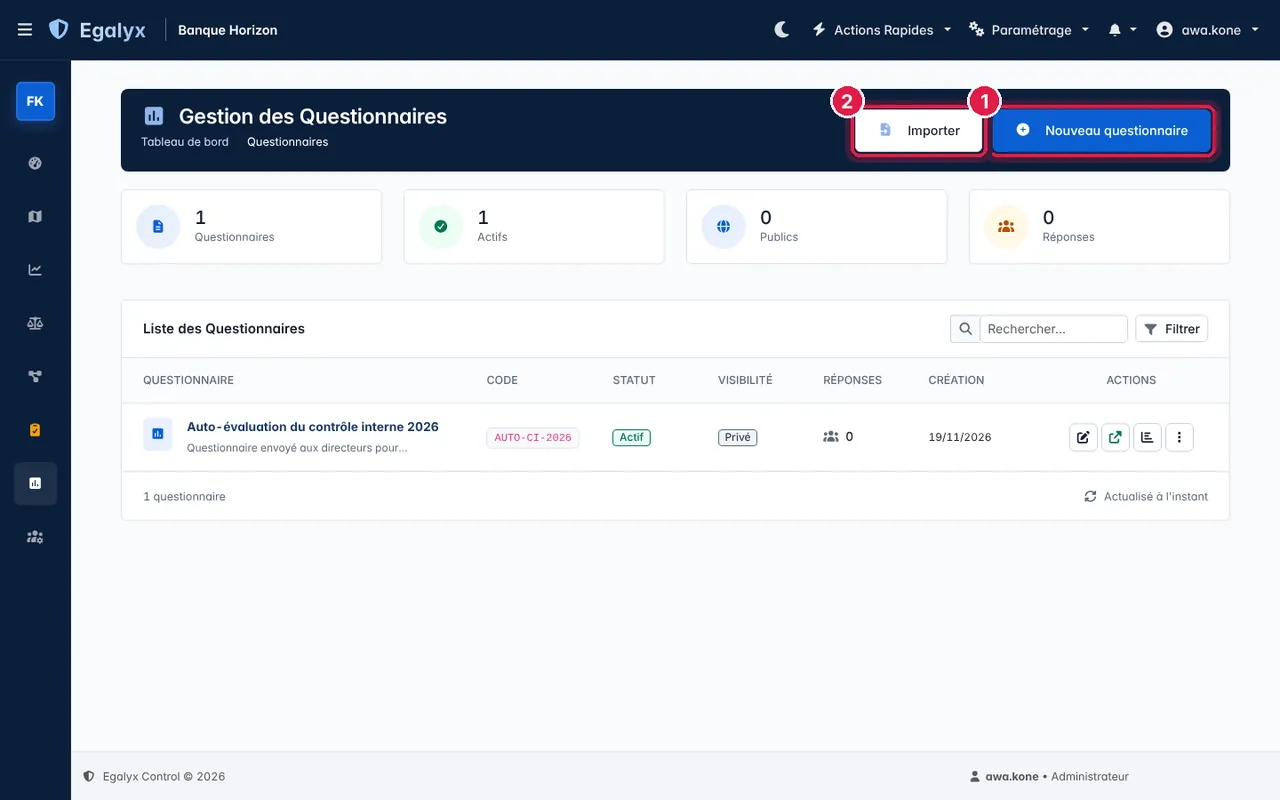 Egalyx
Banque Horizon
Actions Rapides
Paramétrage
awa.kone
FK
Gestion des Questionnaires
Tableau de bord Questionnaires
2
Importer
1
Nouveau questionnaire
1
Questionnaires
1
Actifs
0
Publics
0
Réponses
Liste des Questionnaires
Rechercher...
Filtrer
QUESTIONNAIRE CODE STATUT VISIBILITÉ RÉPONSES CRÉATION ACTIONS
Auto-évaluation du contrôle interne 2026
Questionnaire envoyé aux directeurs pour...
AUTO-CI-2026
Actif
Privé
0
19/11/2026
1 questionnaire
Actualisé à l'instant
Egalyx Control © 2026
awa.kone • Administrateur